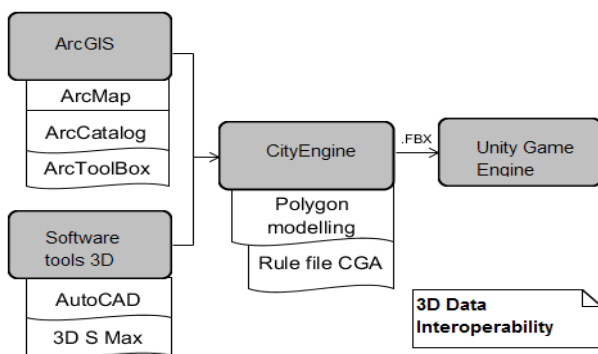 ArcGIS
ArcMap
ArcCatalog
ArcToolBox
Software
tools 3D
AutoCAD
3D S Max
CityEngine
Polygon
modelling
Rule file CGA
.FBX
Unity Game
Engine
3D Data
Interoperability